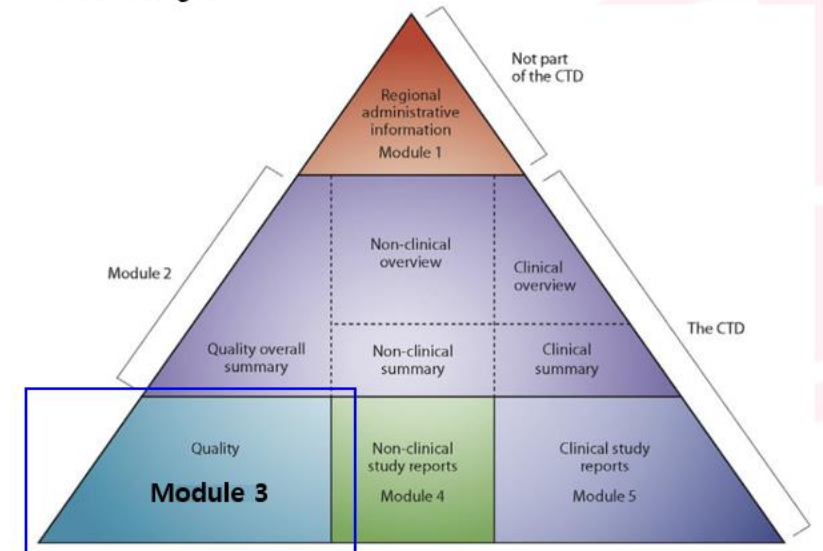 Not part
of the CTD
Regional
administrative
information
Module 1
Module 2
Non-clinical
overview
Clinical
overview
The CTD
Quality overall
summary
Non-clinical
summary
Clinical
summary
Quality
Module 3
Non-clinical
study reports
Module 4
Clinical study
reports
Module 5